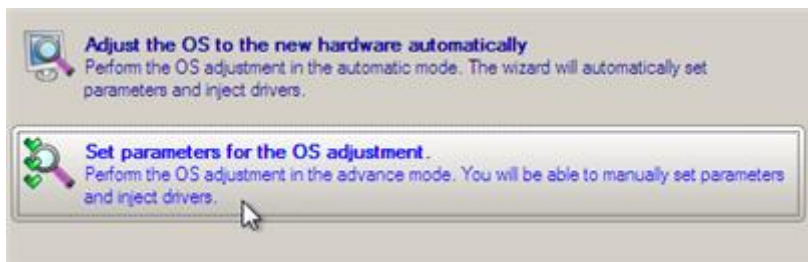 Adjust the OS to the new hardware automatically
Perform the OS adjustment in the automatic mode. The wizard will automatically set
parameters and inject drivers.
Set parameters for the OS adjustment.
Perform the OS adjustment in the advance mode. You will be able to manually set parameters
and inject drivers.